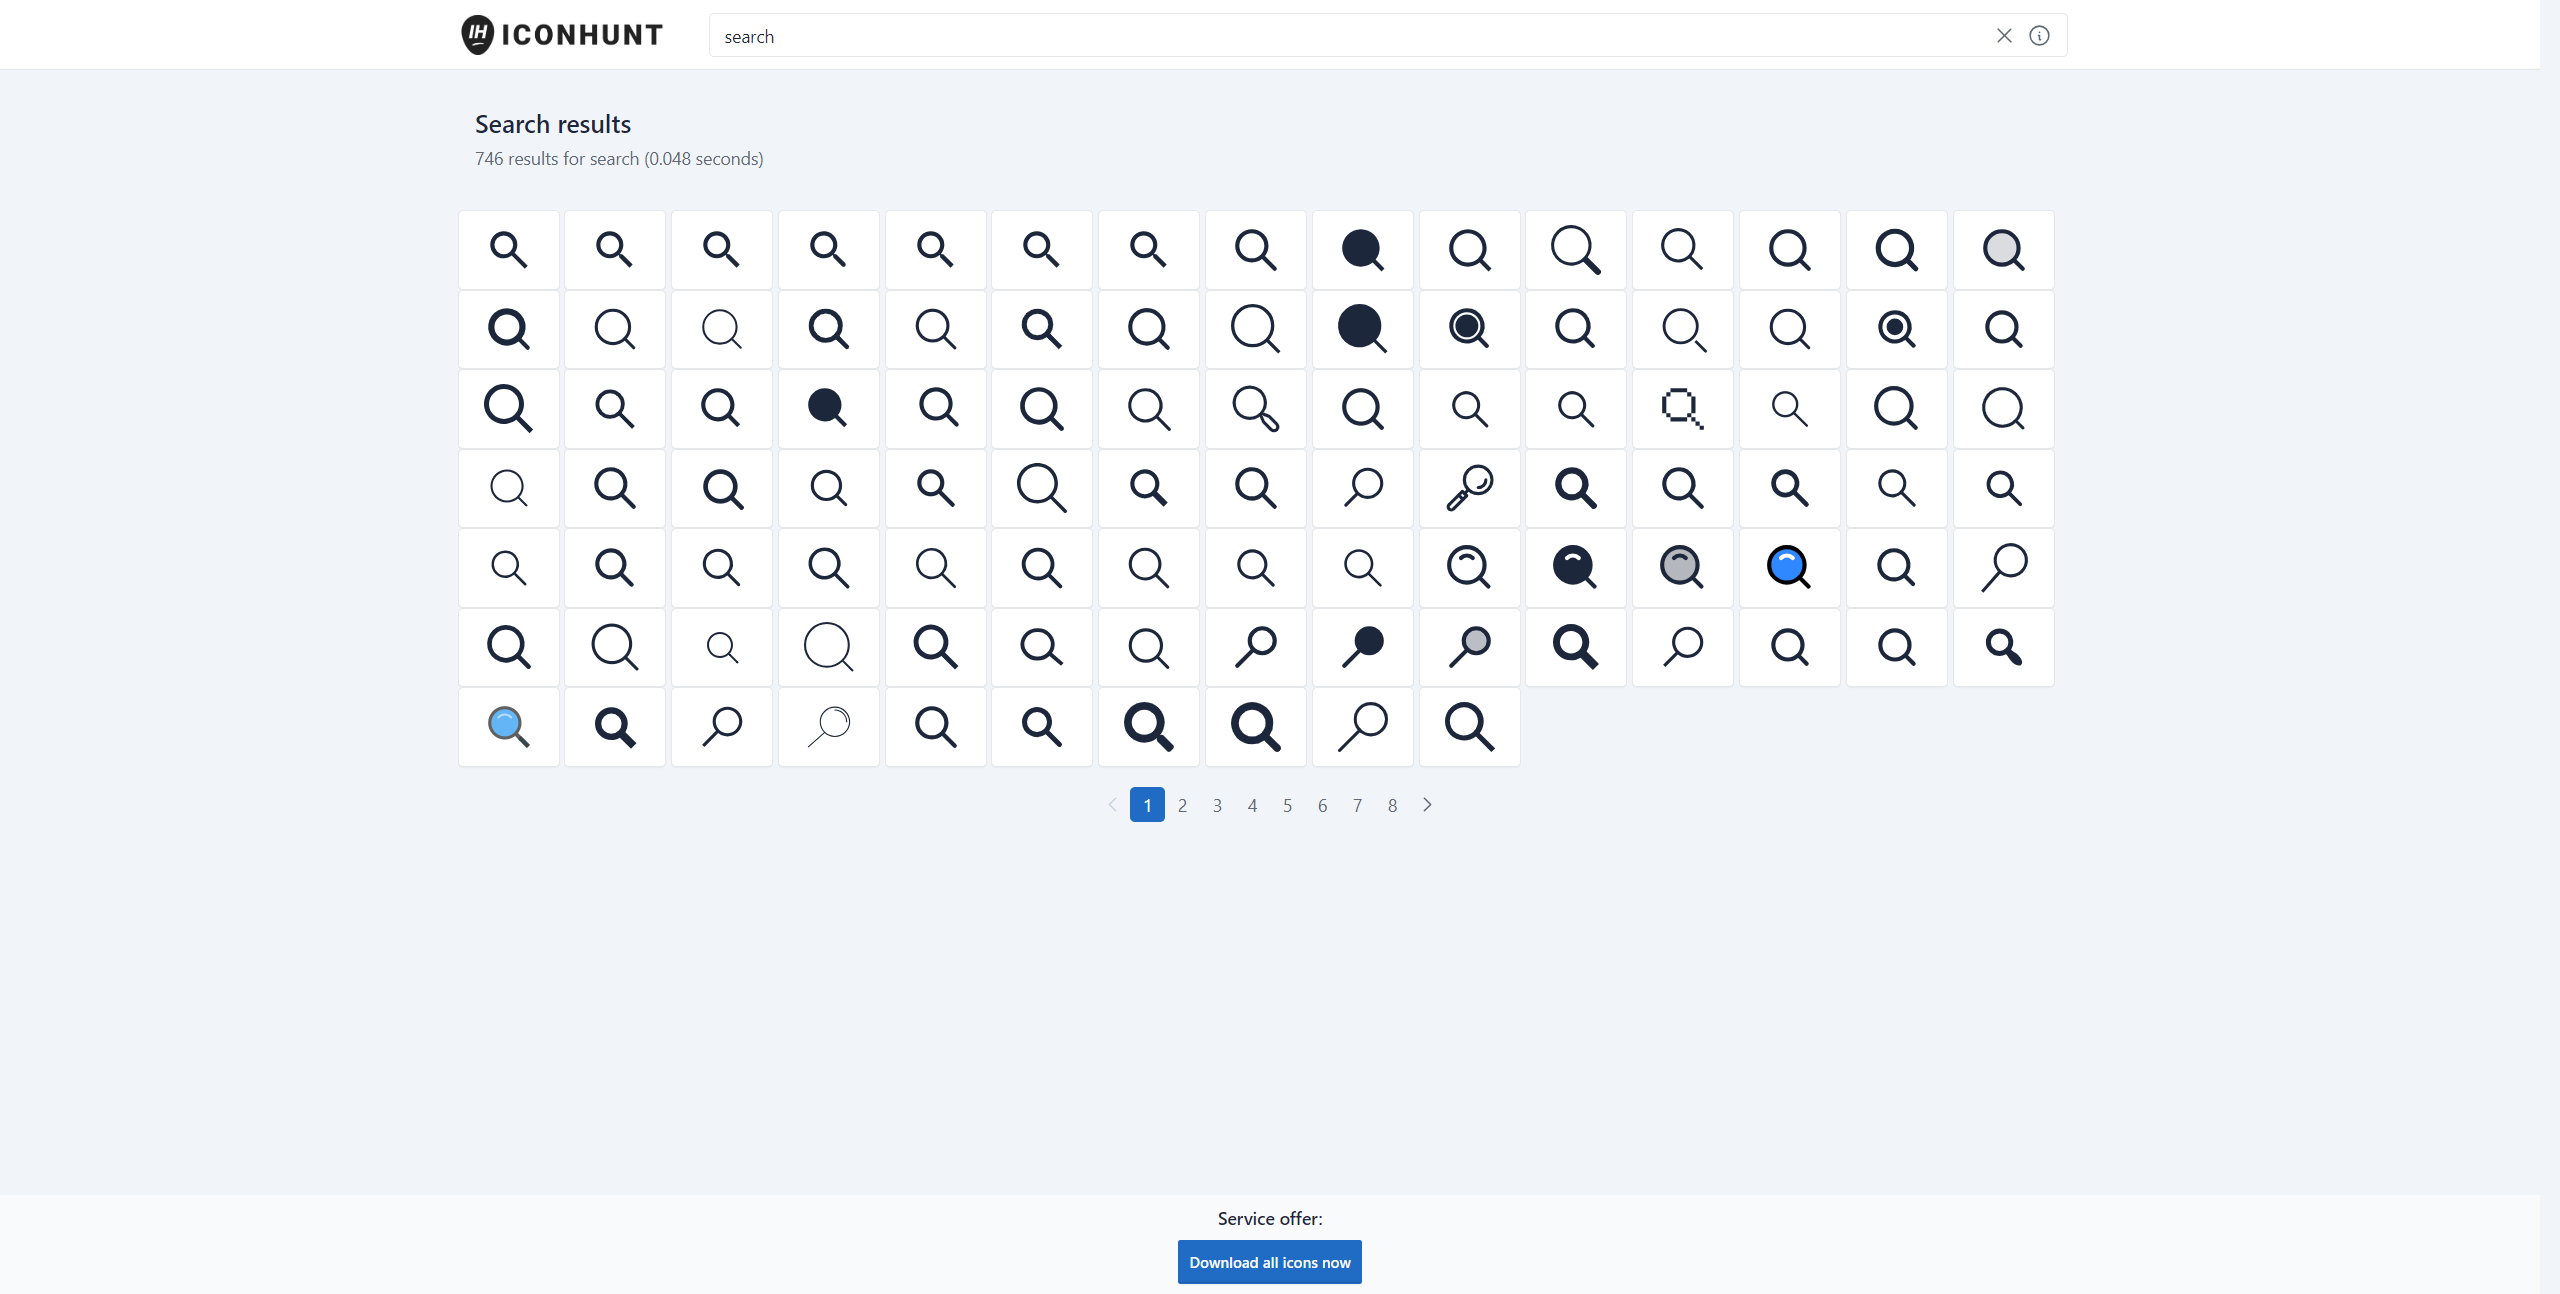 IH ICONHUNT
search
Search results
746 results for search (0.048 seconds)
1 2 3 4 5 6 7 8
Service offer:
Download all icons now